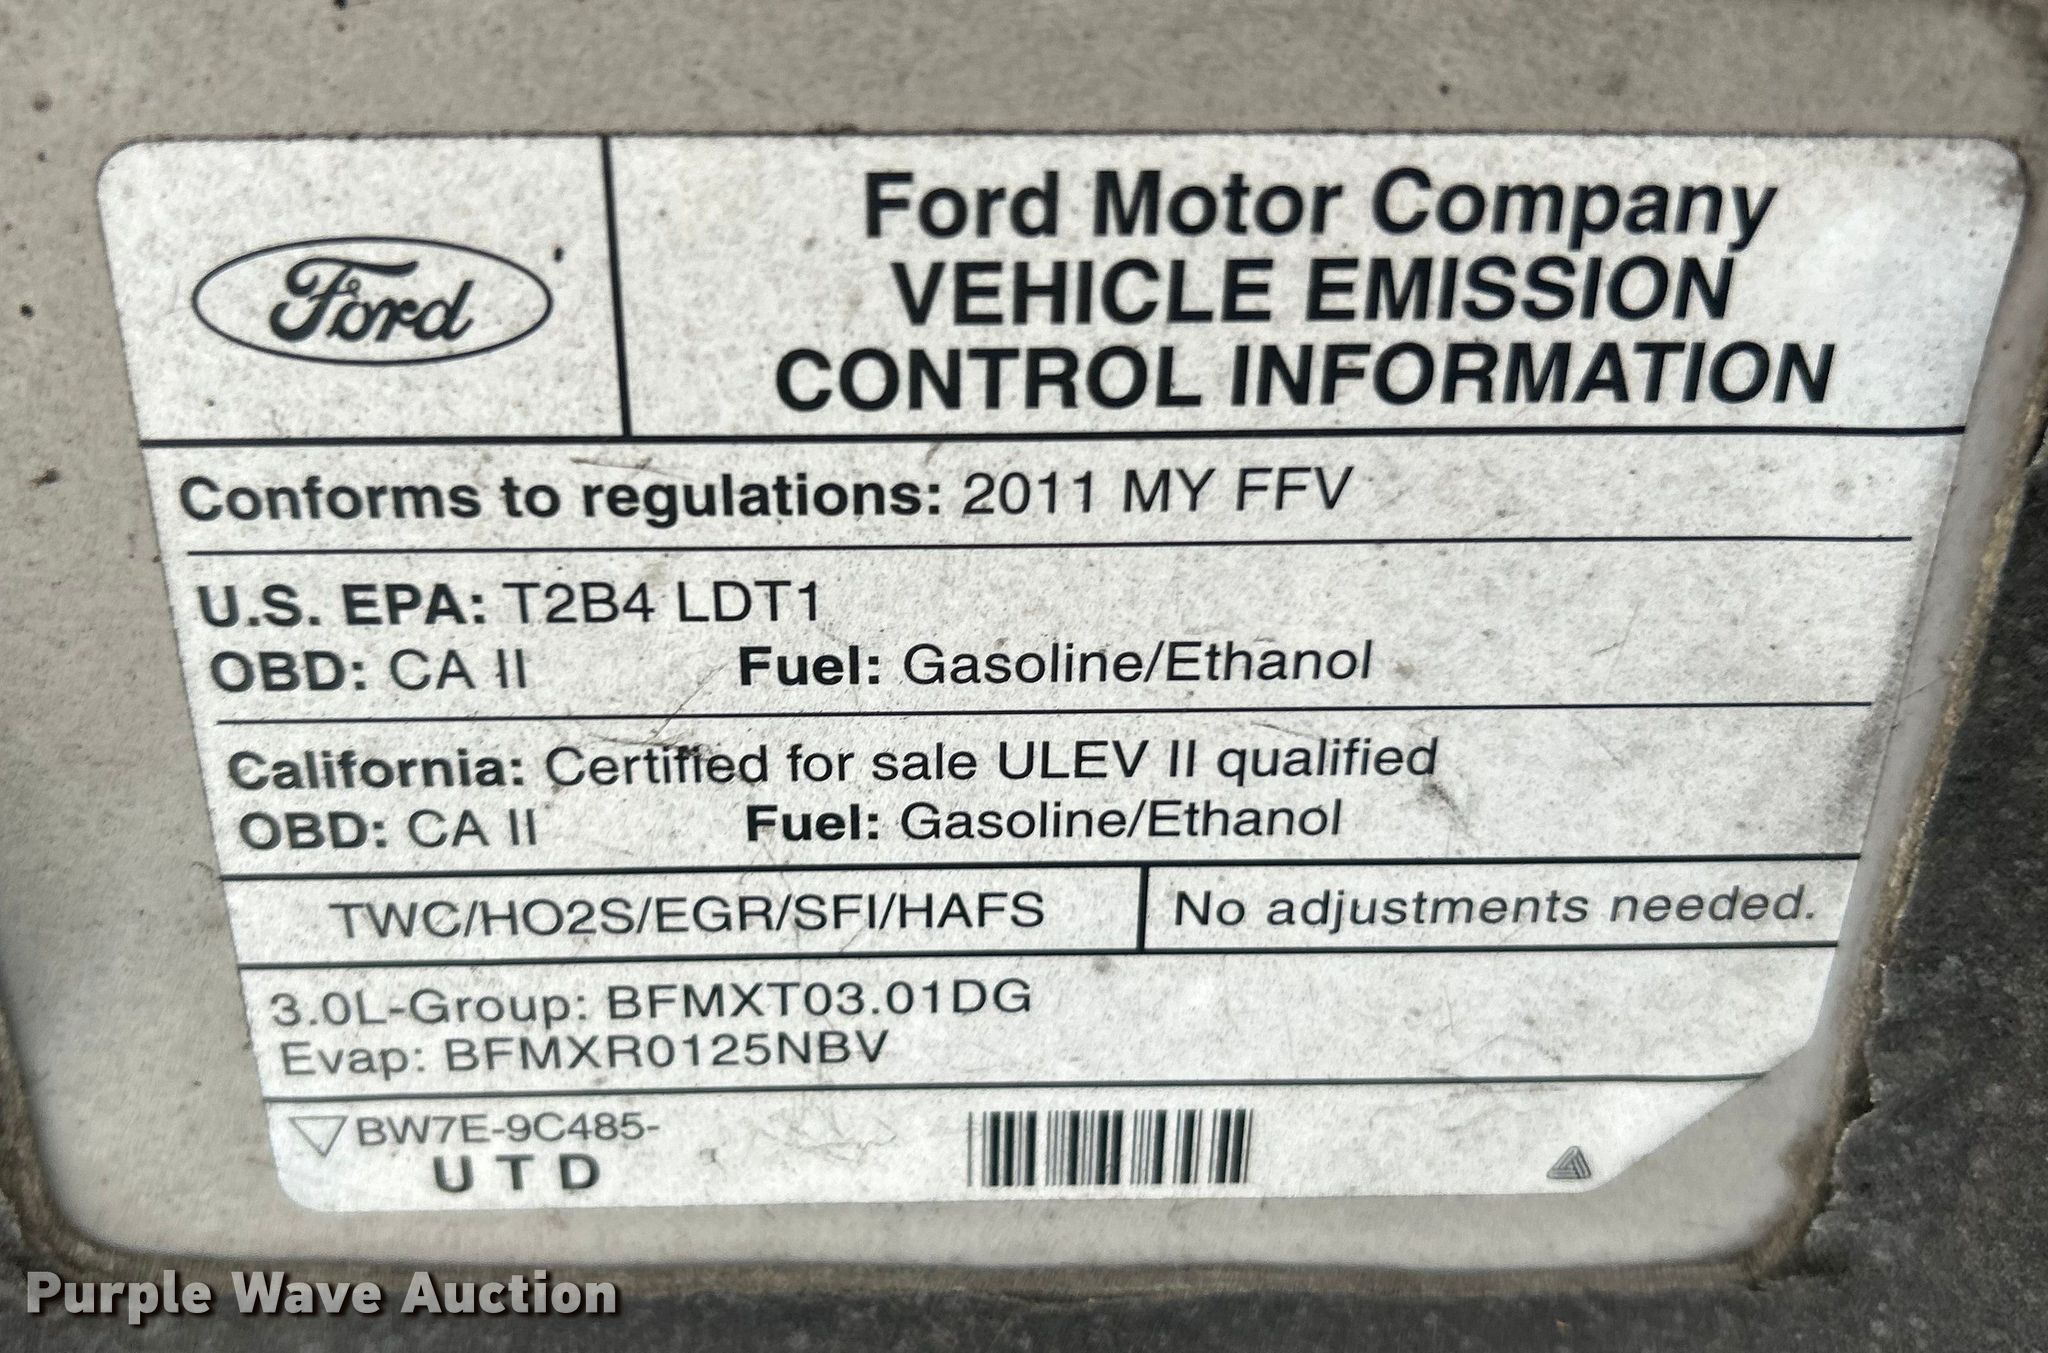 Ford
Ford Motor Company
VEHICLE EMISSION
CONTROL INFORMATION
Conforms to regulations: 2011 MY FFV
U.S. EPA: T2B4 LDT1
OBD: CA II Fuel: Gasoline/Ethanol
California: Certified for sale ULEV II qualified
OBD: CA II Fuel: Gasoline/Ethanol
TWC/HO2S/EGR/SFI/HAFS
No adjustments needed.
3.0L-Group: BFMXT03.01DG
Evap: BFMXR0125NBV
BW7E-9C485-
U T D
Purple Wave Auction